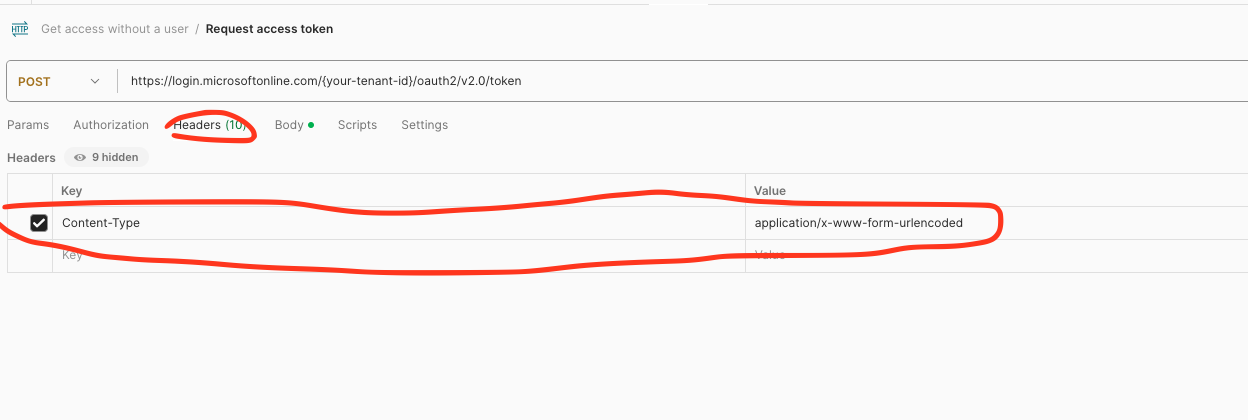 HTTP Get access without a user / Request access token
POST https://login.microsoftonline.com/{your-tenant-id}/oauth2/v2.0/token
Params Authorization Headers (10) Body Scripts Settings
Headers 9 hidden
Key Value
Content-Type application/x-www-form-urlencoded
Key Value